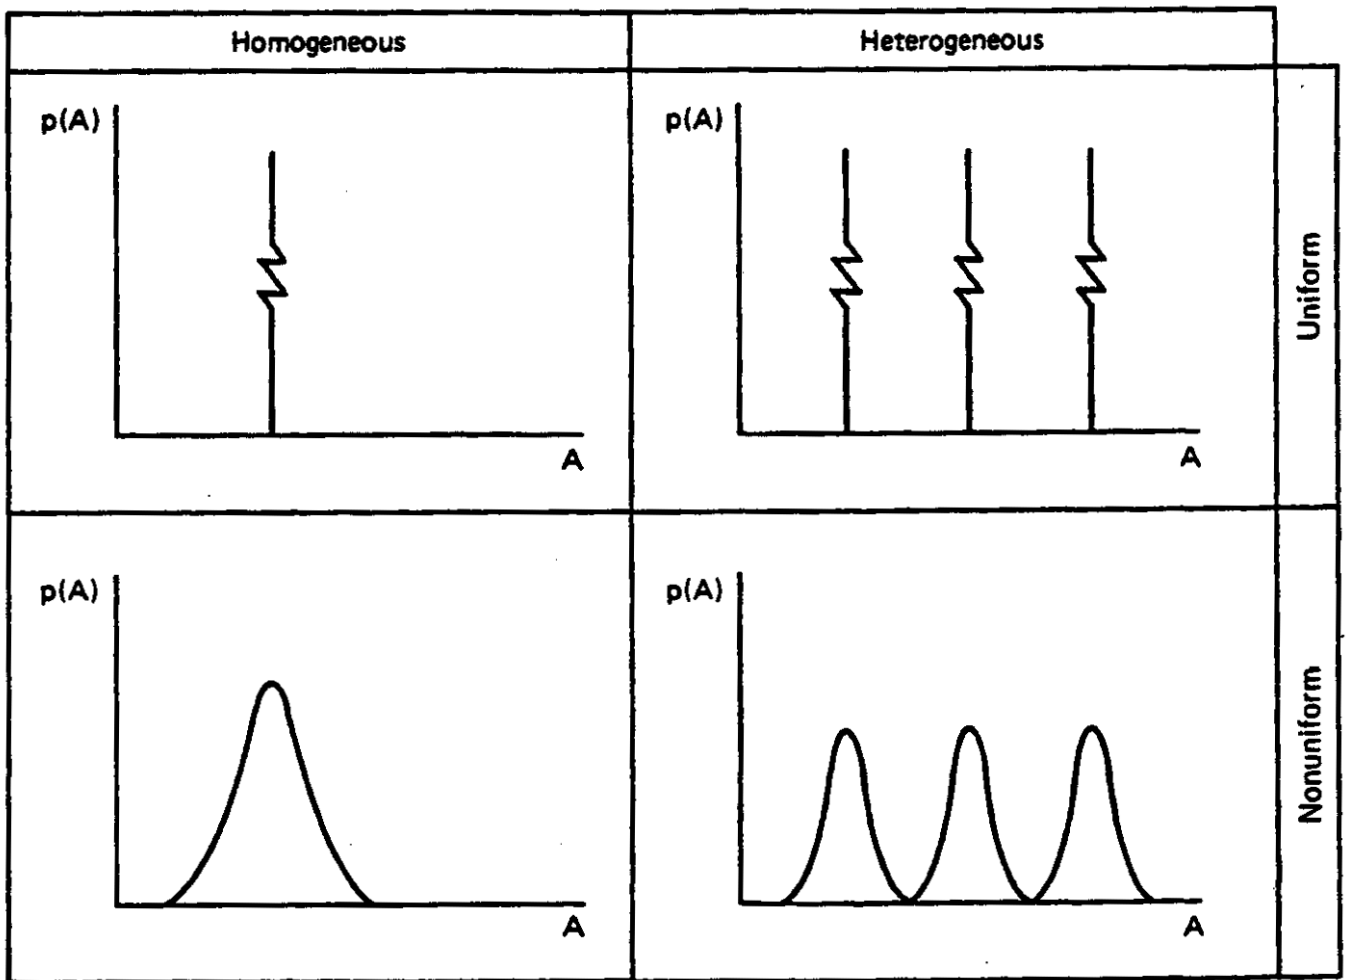 Homogeneous
Heterogeneous
p(A)
A
p(A)
A
Uniform
p(A)
A
p(A)
A
Nonuniform